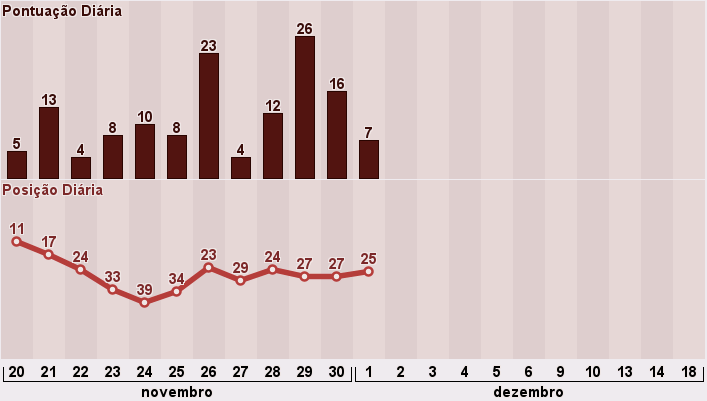 Pontuação Diária
5 13 4 8 10 8 23 4 12 26 16 7
Posição Diária
11 17 24 33 39 34 23 29 24 27 27 25
20 21 22 23 24 25 26 27 28 29 30 1 2 3 4 5 6 9 10 13 14 18
novembro dezembro